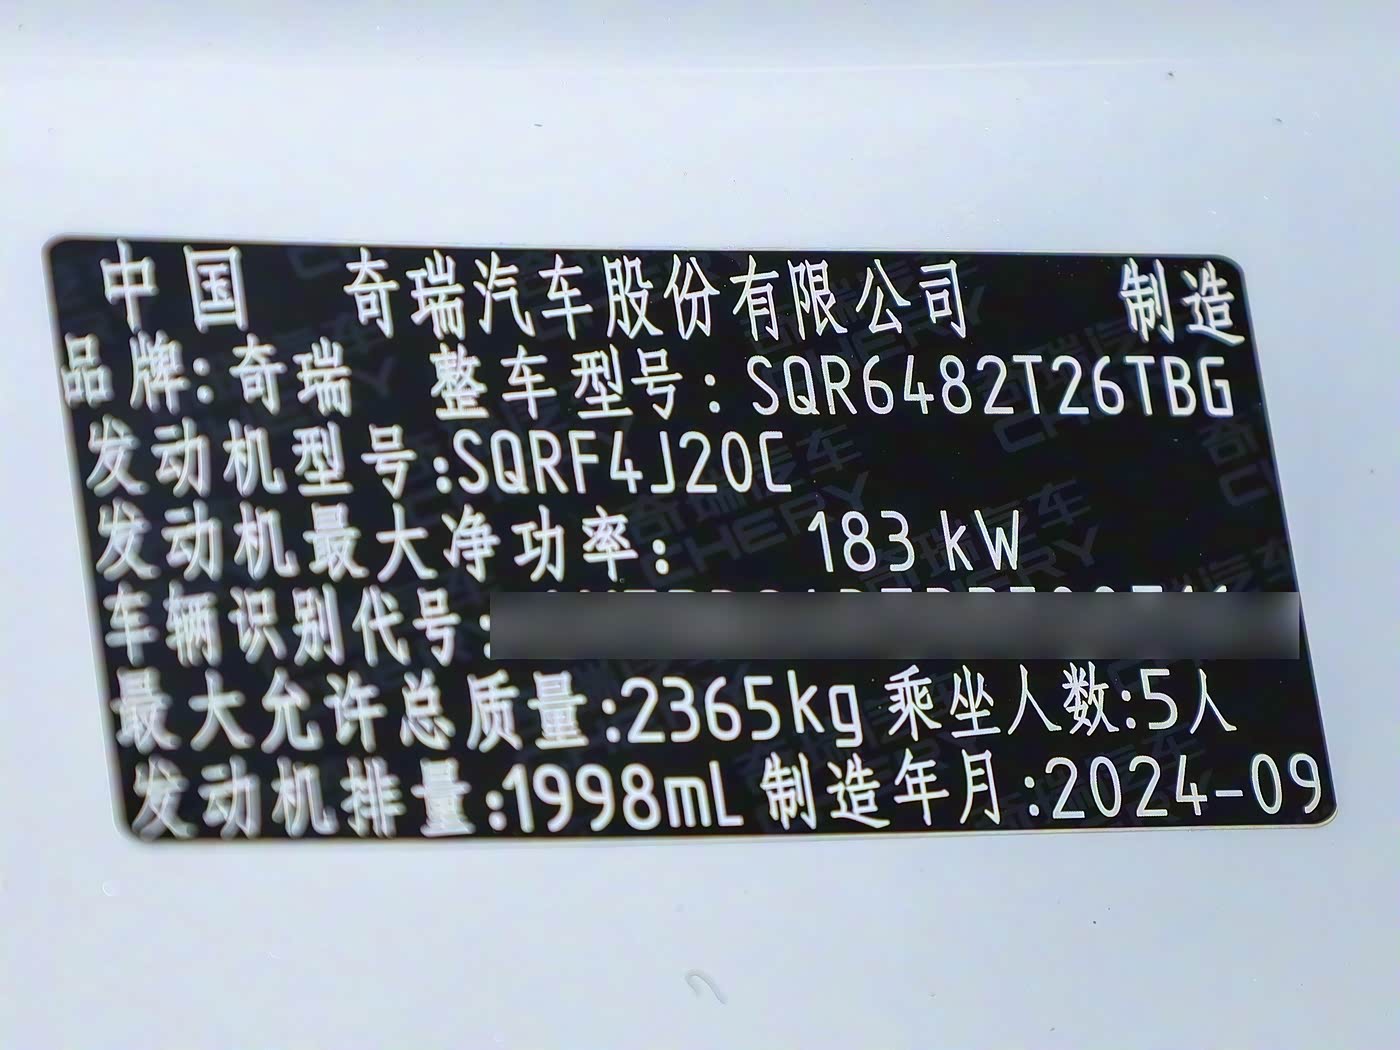 中国 奇瑞汽车股份有限公司 制造
品牌:奇瑞 整车型号:SQR6482T26TBG
发动机型号:SQRF4J20C
发动机最大净功率: 183kW
车辆识别代号:
最大允许总质量:2365kg 乘坐人数:5人
发动机排量:1998mL 制造年月:2024-09